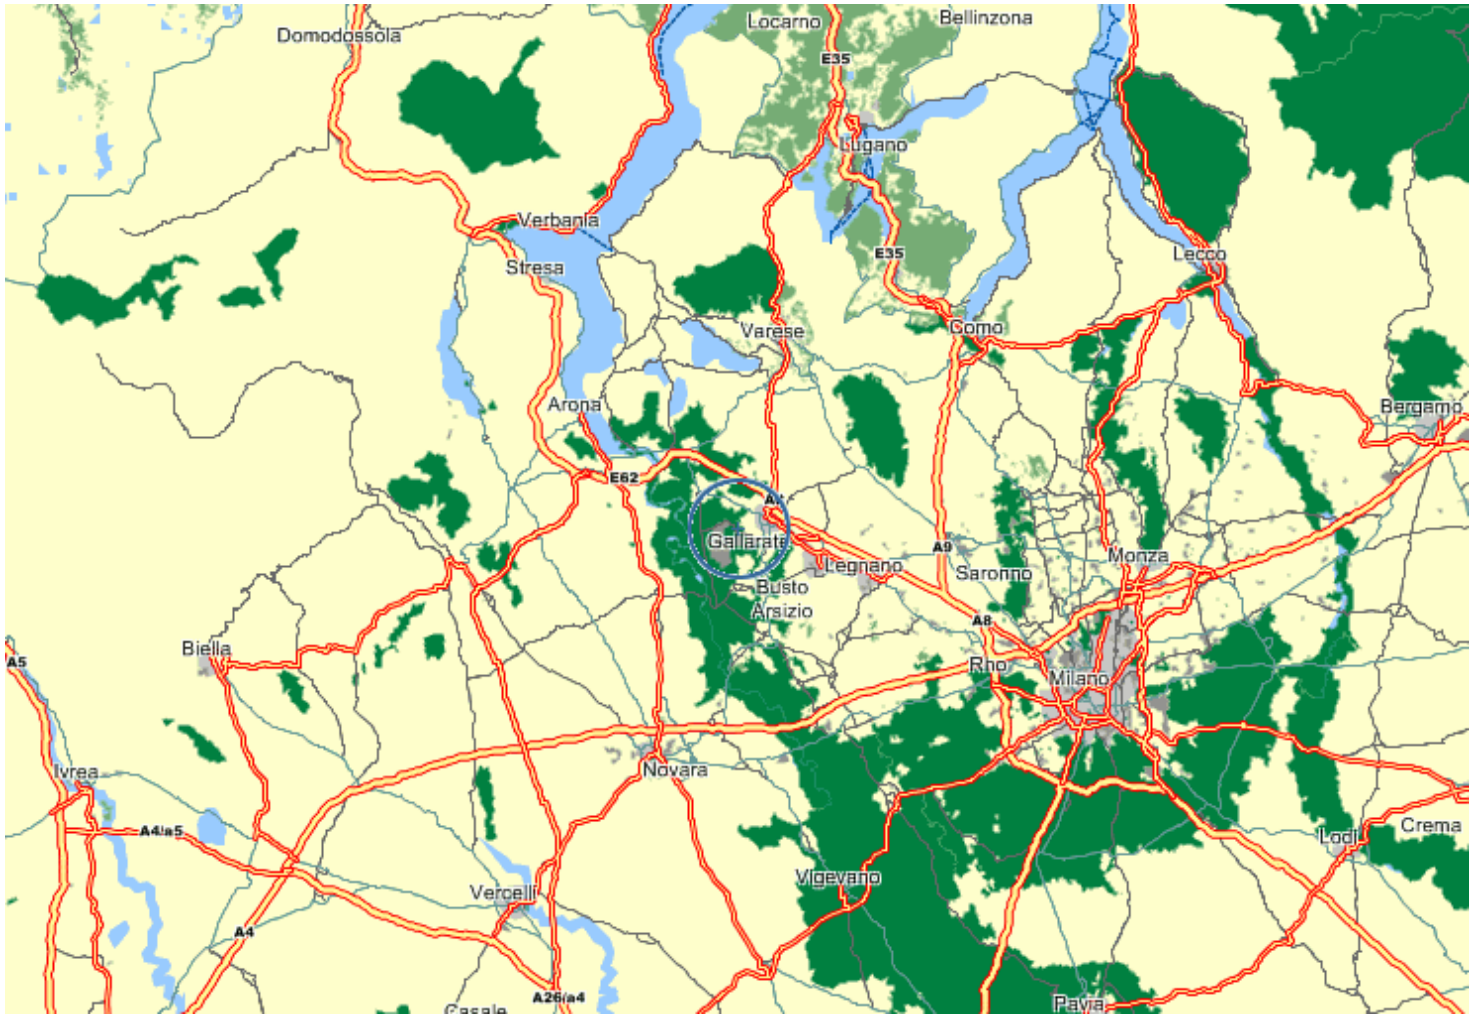 Locarno
Bellinzona
Domodossola
E35
Lugano
Verbania
Stresa
E35
Lecco
Como
Varese
Arona
Bergamo
E62
Gallarate
A9
Legnano
Saronno
Monza
Busto
Arsizio
A8
Biella
A5
Rho
Milano
Ivrea
Novara
A4/a5
Crema
Lodi
Vigevano
Vercelli
A4
A26/a4
Pavia
Casale